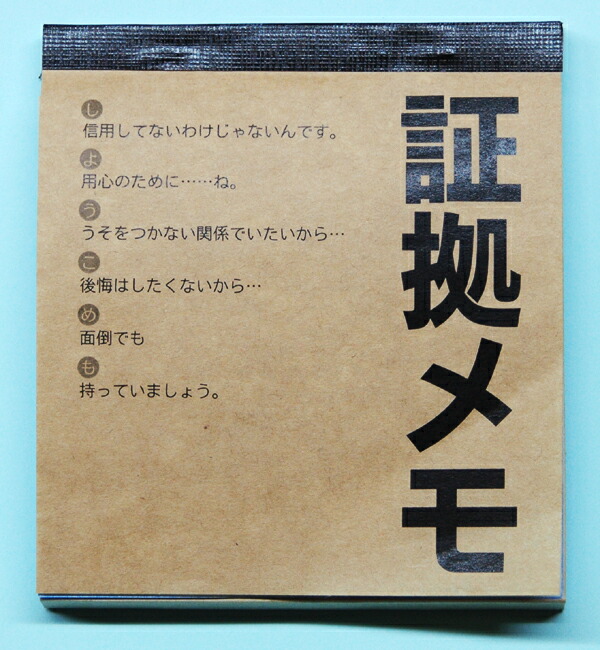 証拠メモ
し
信用してないわけじゃないんです。
よ
用心のために……ね。
う
うそをつかない関係でいたいから…
こ
後悔はしたくないから…
め
面倒でも
も
持っていましょう。